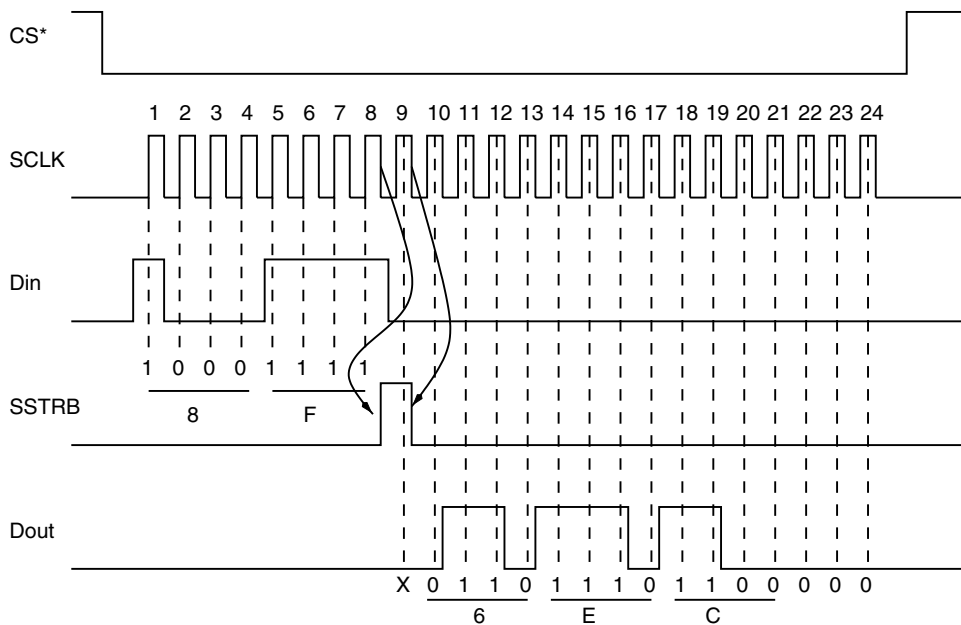 CS*
1 2 3 4 5 6 7 8 9 10 11 12 13 14 15 16 17 18 19 20 21 22 23 24
SCLK
Din
1 0 0 0 1 1 1 1
8 F
SSTRB
Dout
X 0 1 1 0 1 1 1 0 1 1 0 0 0 0 0
6 E C